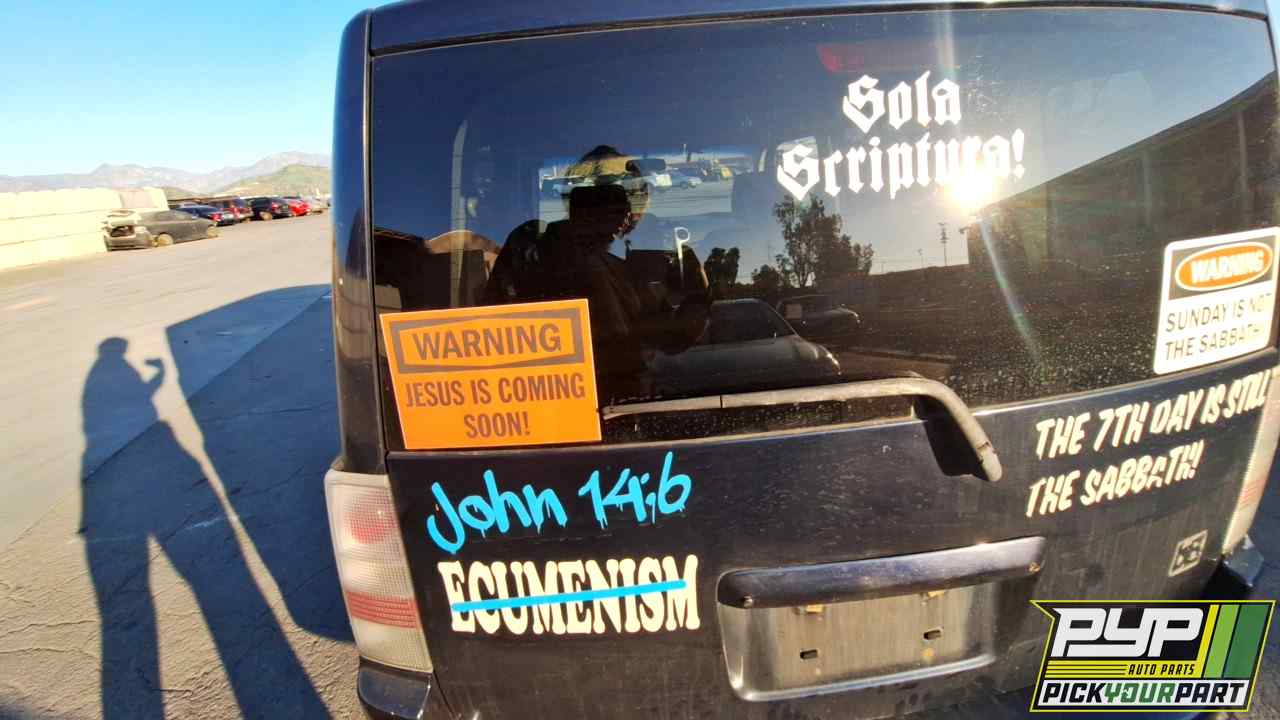 Sola
Scriptura!
WARNING
SUNDAY IS NOT
THE SABBATH!
WARNING
JESUS IS COMING
SOON!
THE 7TH DAY IS STILL
THE SABBATH!
John 14:6
ECUMENISM
PYP
AUTO PARTS
PICKYOURPART